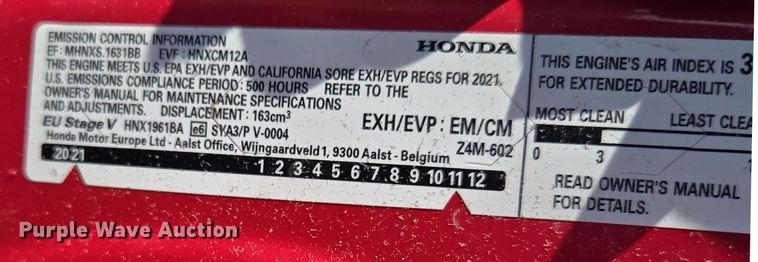 EMISSION CONTROL INFORMATION
HONDA
EF: MHNXS.1631BB EVF: HNXCM12A
THIS ENGINE MEETS U.S. EPA EXH/EVP AND CALIFORNIA SORE EXH/EVP REGS FOR 2021.
U.S. EMISSIONS COMPLIANCE PERIOD: 500 HOURS REFER TO THE
OWNER'S MANUAL FOR MAINTENANCE SPECIFICATIONS
AND ADJUSTMENTS. DISPLACEMENT: 163cm³
EXH/EVP: EM/CM
EU Stage V HNX1961BA e6 SYA3/P V-0004
Z4M-602
Honda Motor Europe Ltd - Aalst Office, Wijngaardveld 1, 9300 Aalst - Belgium
2021
1 2 3 4 5 6 7 8 9 10 11 12
THIS ENGINE'S AIR INDEX IS 3
FOR EXTENDED DURABILITY.
MOST CLEAN LEAST CLEA
0 3
READ OWNER'S MANUAL
FOR DETAILS.
Purple Wave Auction